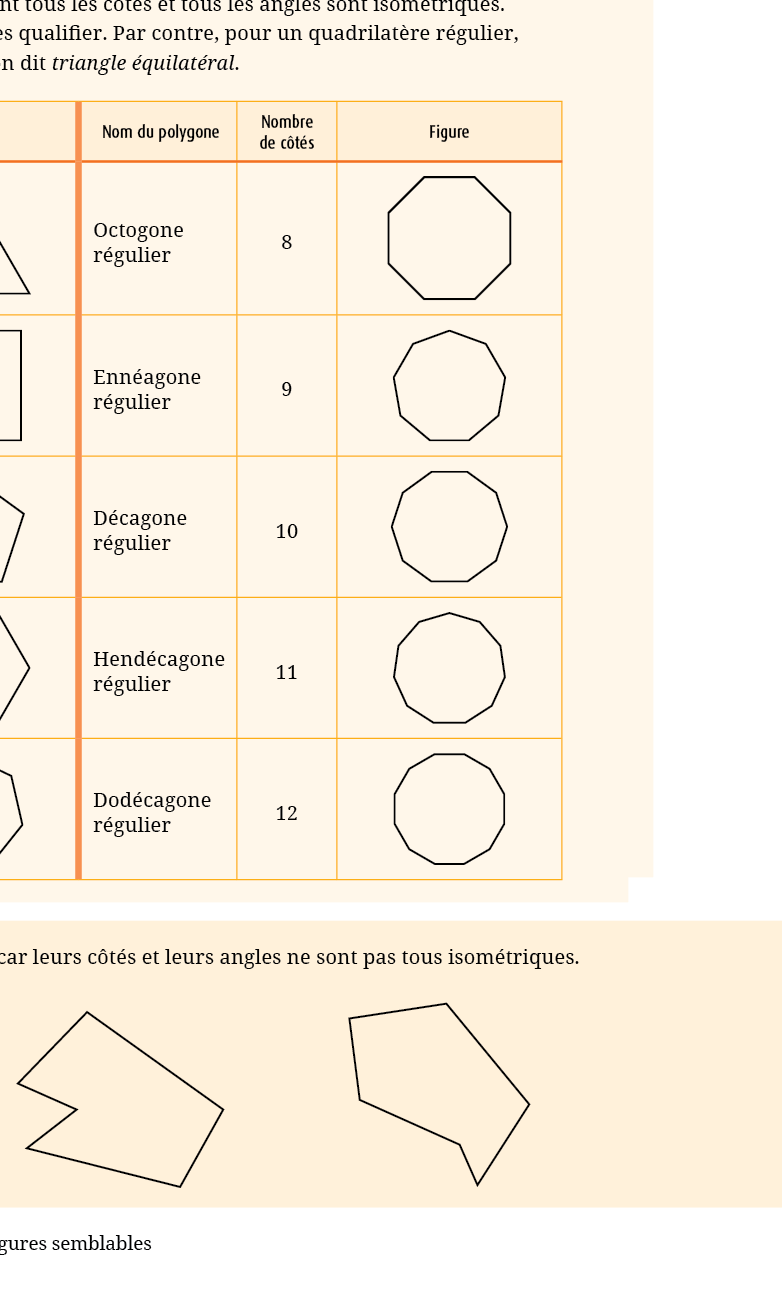 nt tous les côtés et tous les angles sont isométriques.
es qualifier. Par contre, pour un quadrilatère régulier,
n dit triangle équilatéral.
Nom du polygone
Nombre
de côtés
Figure
Octogone
régulier
8
Ennéagone
régulier
9
Décagone
régulier
10
Hendécagone
régulier
11
Dodécagone
régulier
12
car leurs côtés et leurs angles ne sont pas tous isométriques.
gures semblables